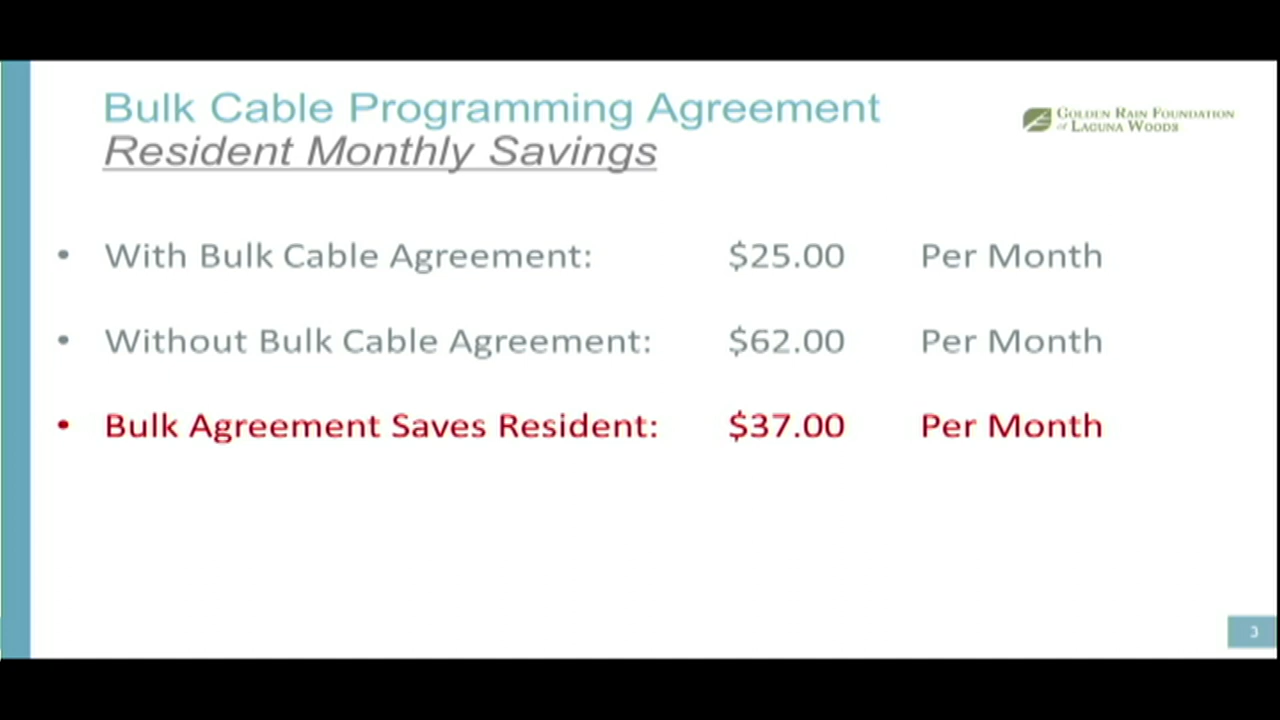 Bulk Cable Programming Agreement
Resident Monthly Savings
GOLDEN RAIN FOUNDATION
of LAGUNA WOODS
• With Bulk Cable Agreement: $25.00 Per Month
• Without Bulk Cable Agreement: $62.00 Per Month
• Bulk Agreement Saves Resident: $37.00 Per Month
3